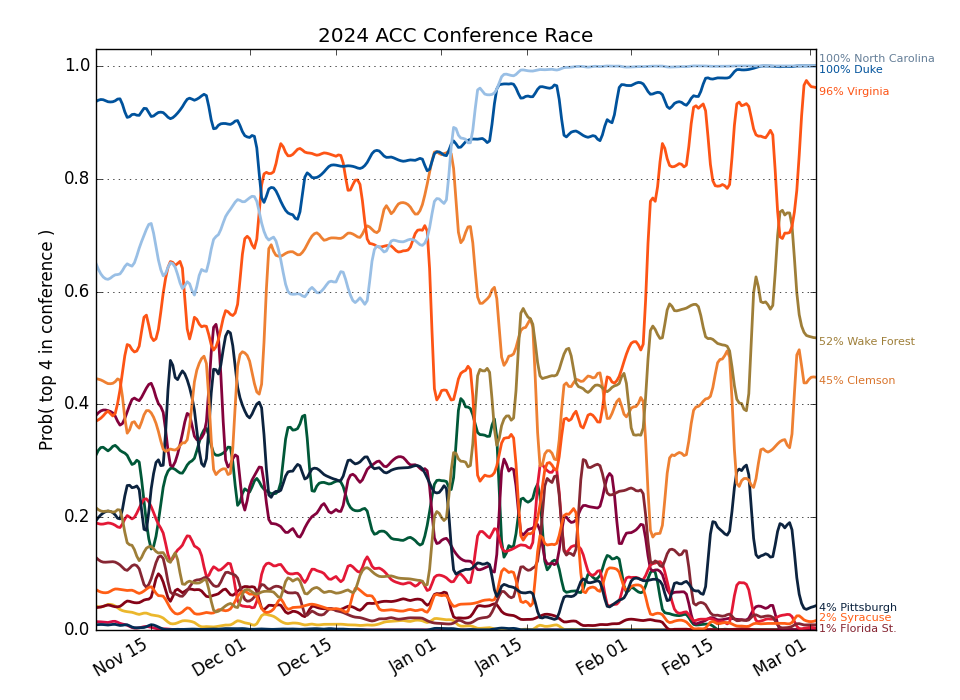 2024 ACC Conference Race
Prob( top 4 in conference )
1.0
0.8
0.6
0.4
0.2
0.0
Nov 15
Dec 01
Dec 15
Jan 01
Jan 15
Feb 01
Feb 15
Mar 01
100% North Carolina
100% Duke
96% Virginia
52% Wake Forest
45% Clemson
4% Pittsburgh
2% Syracuse
1% Florida St.